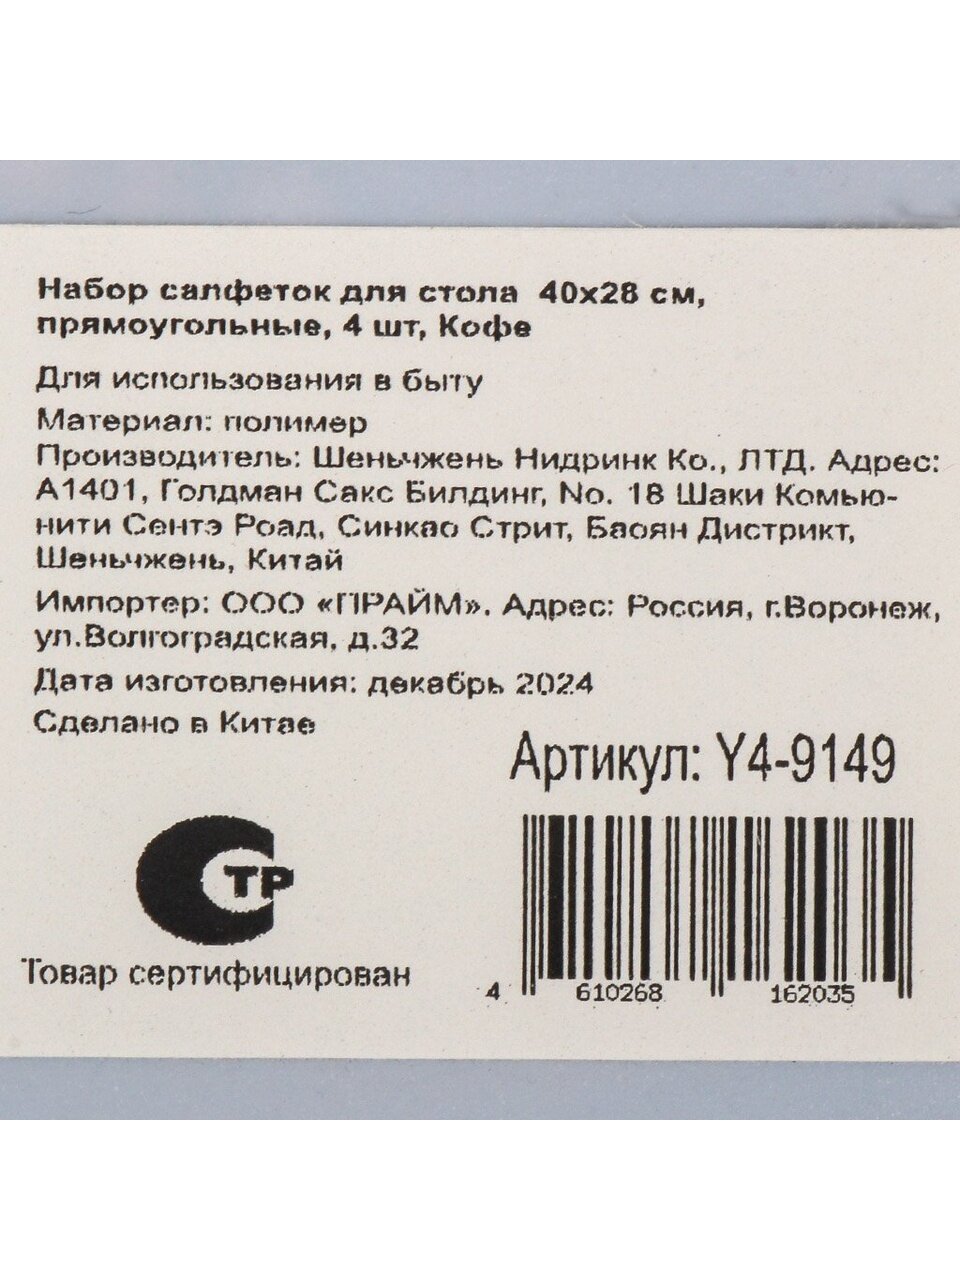 Набор салфеток для стола 40x28 см,
прямоугольные, 4 шт, Кофе
Для использования в быту
Материал: полимер
Производитель: Шеньчжень Нидринк Ко., ЛТД. Адрес:
А1401, Голдман Сакс Билдинг, No. 18 Шаки Комью-
нити Сентэ Роад, Синкао Стрит, Баоян Дистрикт,
Шеньчжень, Китай
Импортер: ООО «ПРАЙМ». Адрес: Россия, г.Воронеж,
ул.Волгоградская, д.32
Дата изготовления: декабрь 2024
Сделано в Китае
Артикул: Y4-9149
ТР
Товар сертифицирован
4 610268 162035